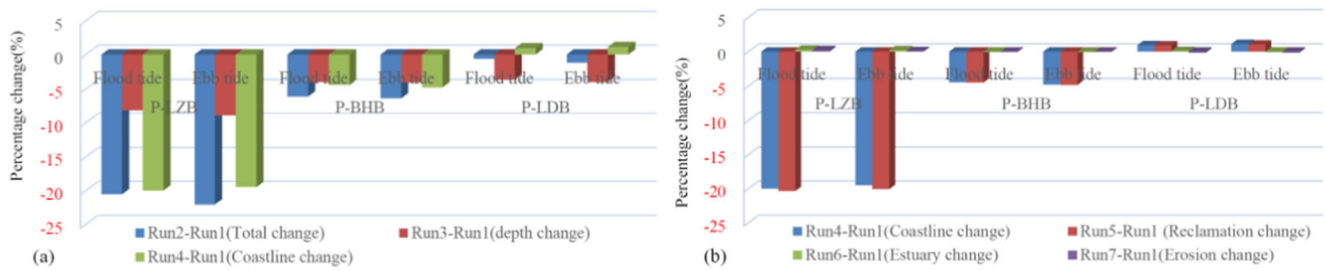 Percentage change(%)
5
0
-5
-10
-15
-20
-25
Flood tide Ebb tide Flood tide Ebb tide Flood tide Ebb tide
P-LZB P-BHB P-LDB
Run2-Run1(Total change) Run3-Run1(depth change)
Run4-Run1(Coastline change)
(a)
Percentage change(%)
5
0
-5
-10
-15
-20
-25
Flood tide Ebb tide Flood tide Ebb tide Flood tide Ebb tide
P-LZB P-BHB P-LDB
Run4-Run1(Coastline change) Run5-Run1 (Reclamation change)
Run6-Run1(Estuary change) Run7-Run1(Erosion change)
(b)